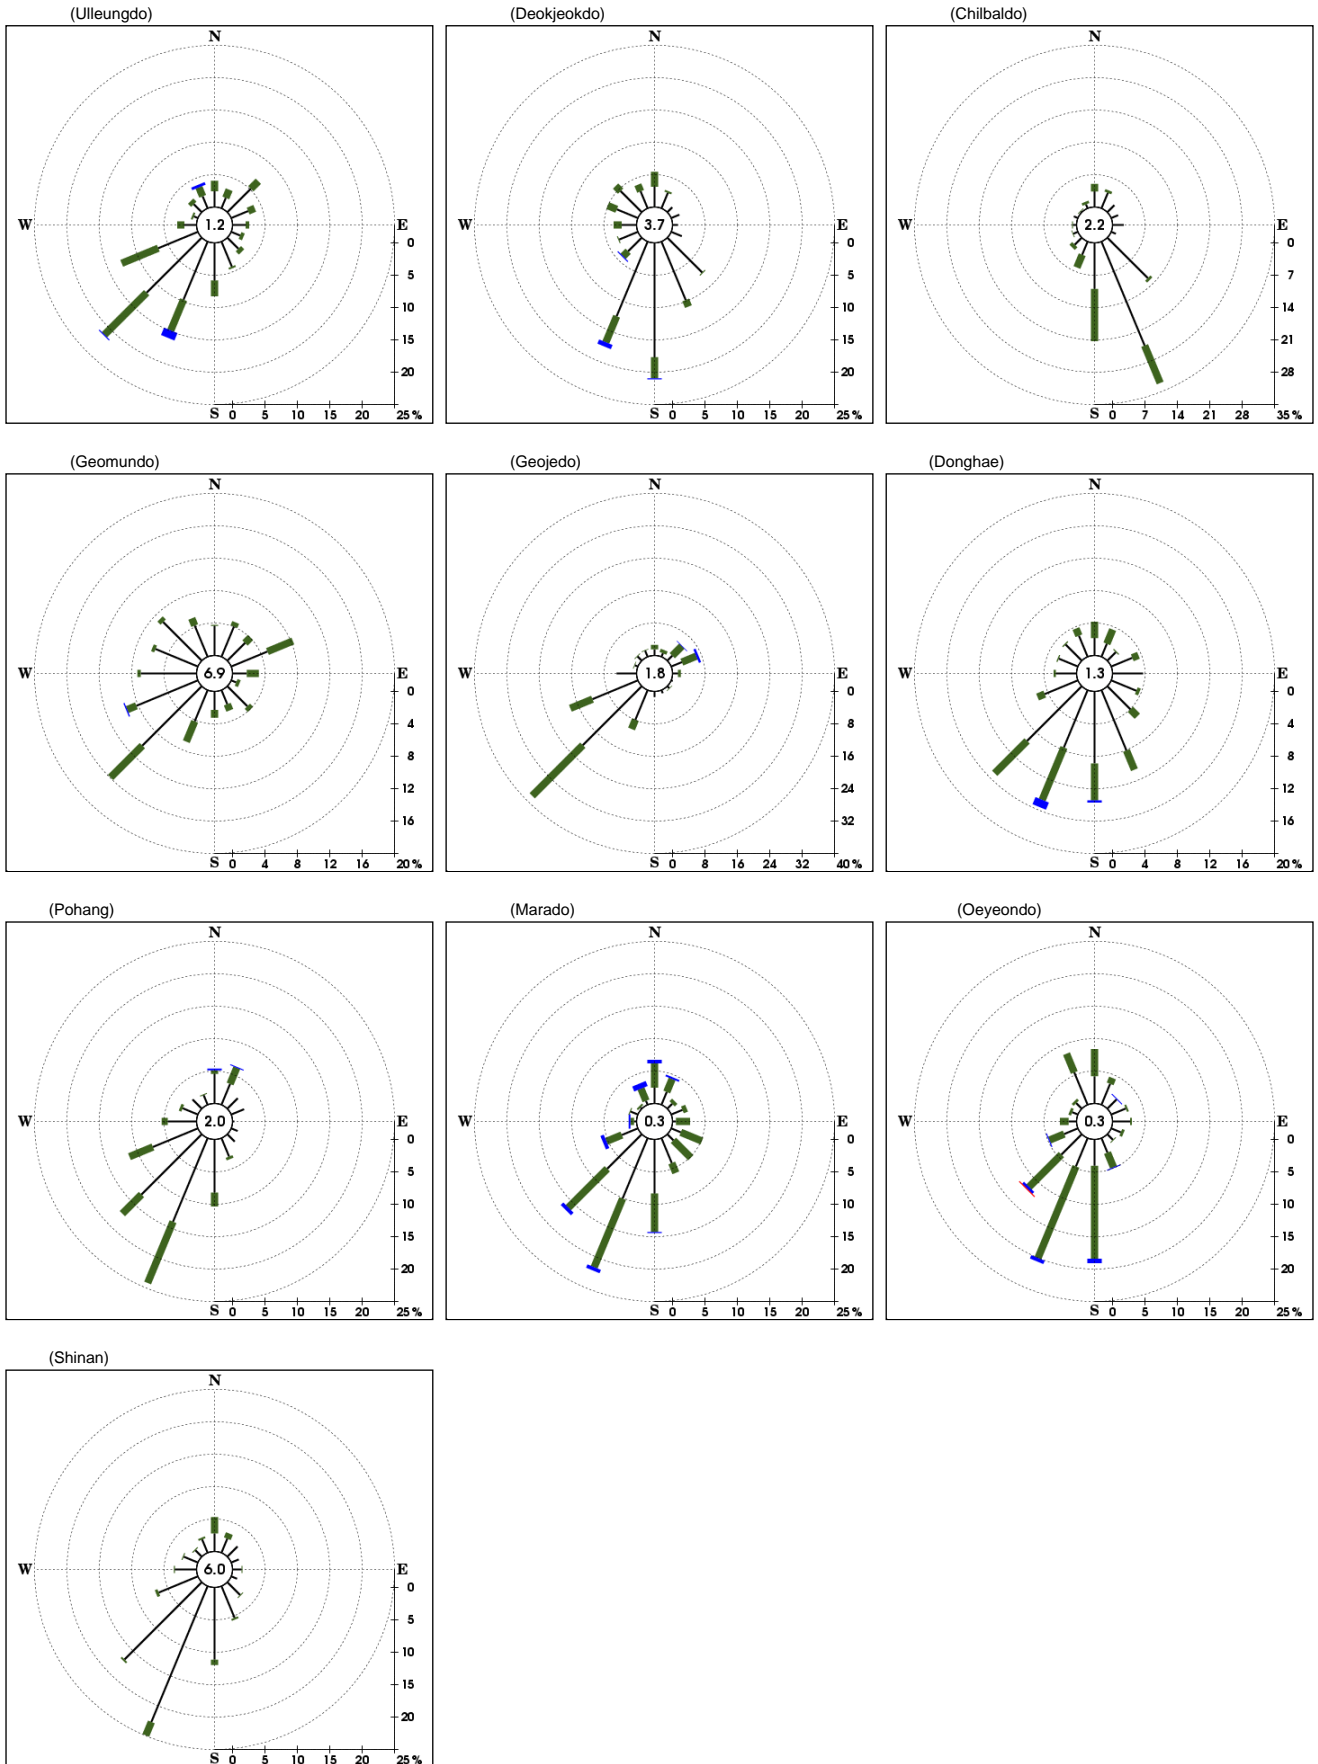 (Ulleungdo) (Deokjeokdo) (Chilbaldo)
N N N
W 1.2 E W 3.7 E W 2.2 E
0 0 0
5 5 7
10 10 14
15 15 21
20 20 28
S 0 5 10 15 20 25% S 0 5 10 15 20 25% S 0 7 14 21 28 35%
(Geomundo) (Geojedo) (Donghae)
N N N
W 6.9 E W 1.8 E W 1.3 E
0 0 0
4 8 4
8 16 8
12 24 12
16 32 16
S 0 4 8 12 16 20% S 0 8 16 24 32 40% S 0 4 8 12 16 20%
(Pohang) (Marado) (Oeyeondo)
N N N
W 2.0 E W 0.3 E W 0.3 E
0 0 0
5 5 5
10 10 10
15 15 15
20 20 20
S 0 5 10 15 20 25% S 0 5 10 15 20 25% S 0 5 10 15 20 25%
(Shinan)
N
W 6.0 E
0
5
10
15
20
S 0 5 10 15 20 25%